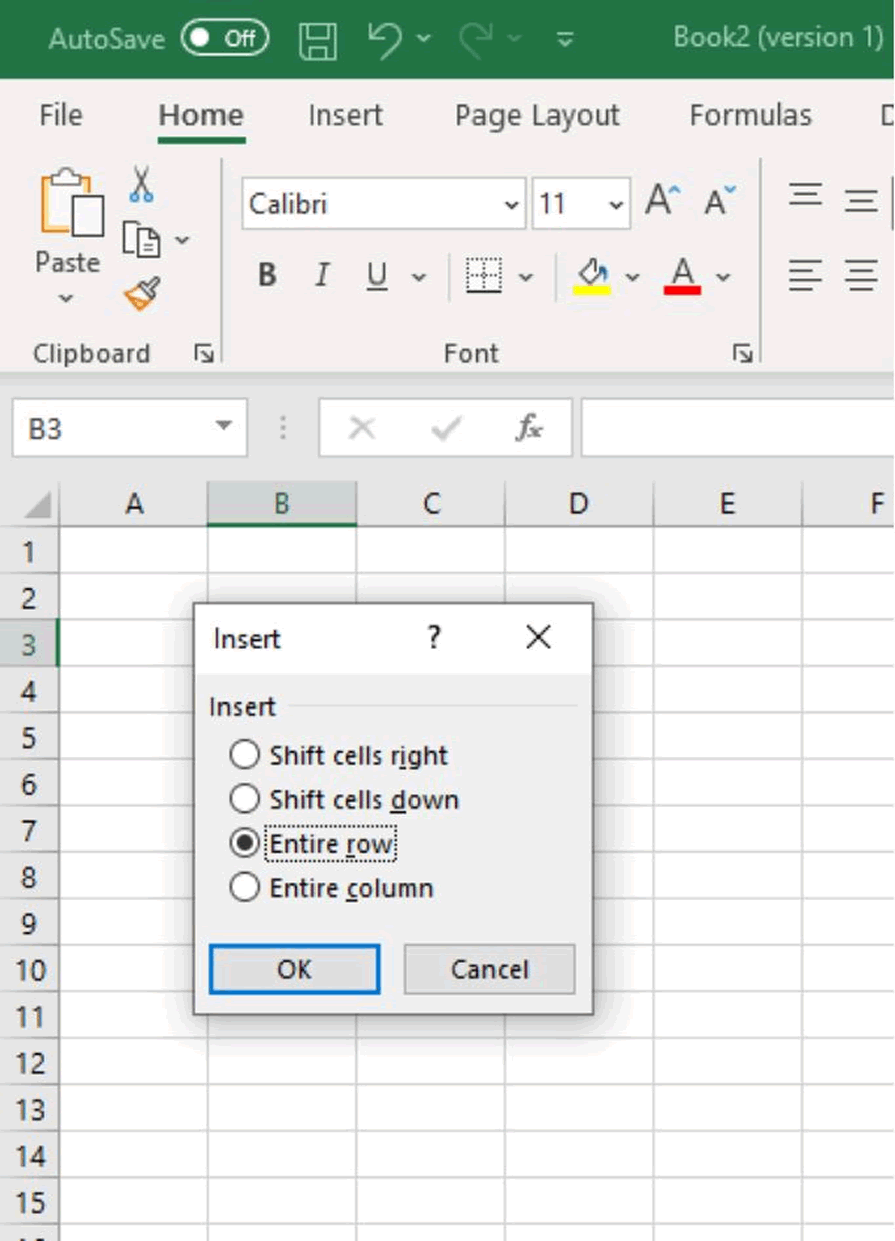 AutoSave Off Book2 (version 1)
File Home Insert Page Layout Formulas D
Calibri 11 A A
Paste
B I U A
Clipboard Font
B3 fx
A B C D E F
1
2
3
4
5
6
7
8
9
10
11
12
13
14
15
Insert ? 
Insert
Shift cells right
Shift cells down
Entire row
Entire column
OK Cancel